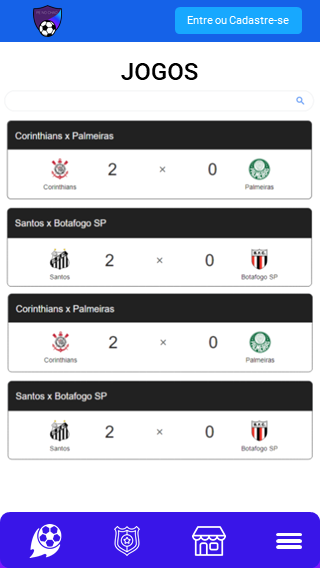 Entre ou Cadastre-se
JOGOS
Corinthians x Palmeiras
2 × 0
Corinthians Palmeiras
Santos x Botafogo SP
2 × 0
Santos Botafogo SP
Corinthians x Palmeiras
2 × 0
Corinthians Palmeiras
Santos x Botafogo SP
2 × 0
Santos Botafogo SP